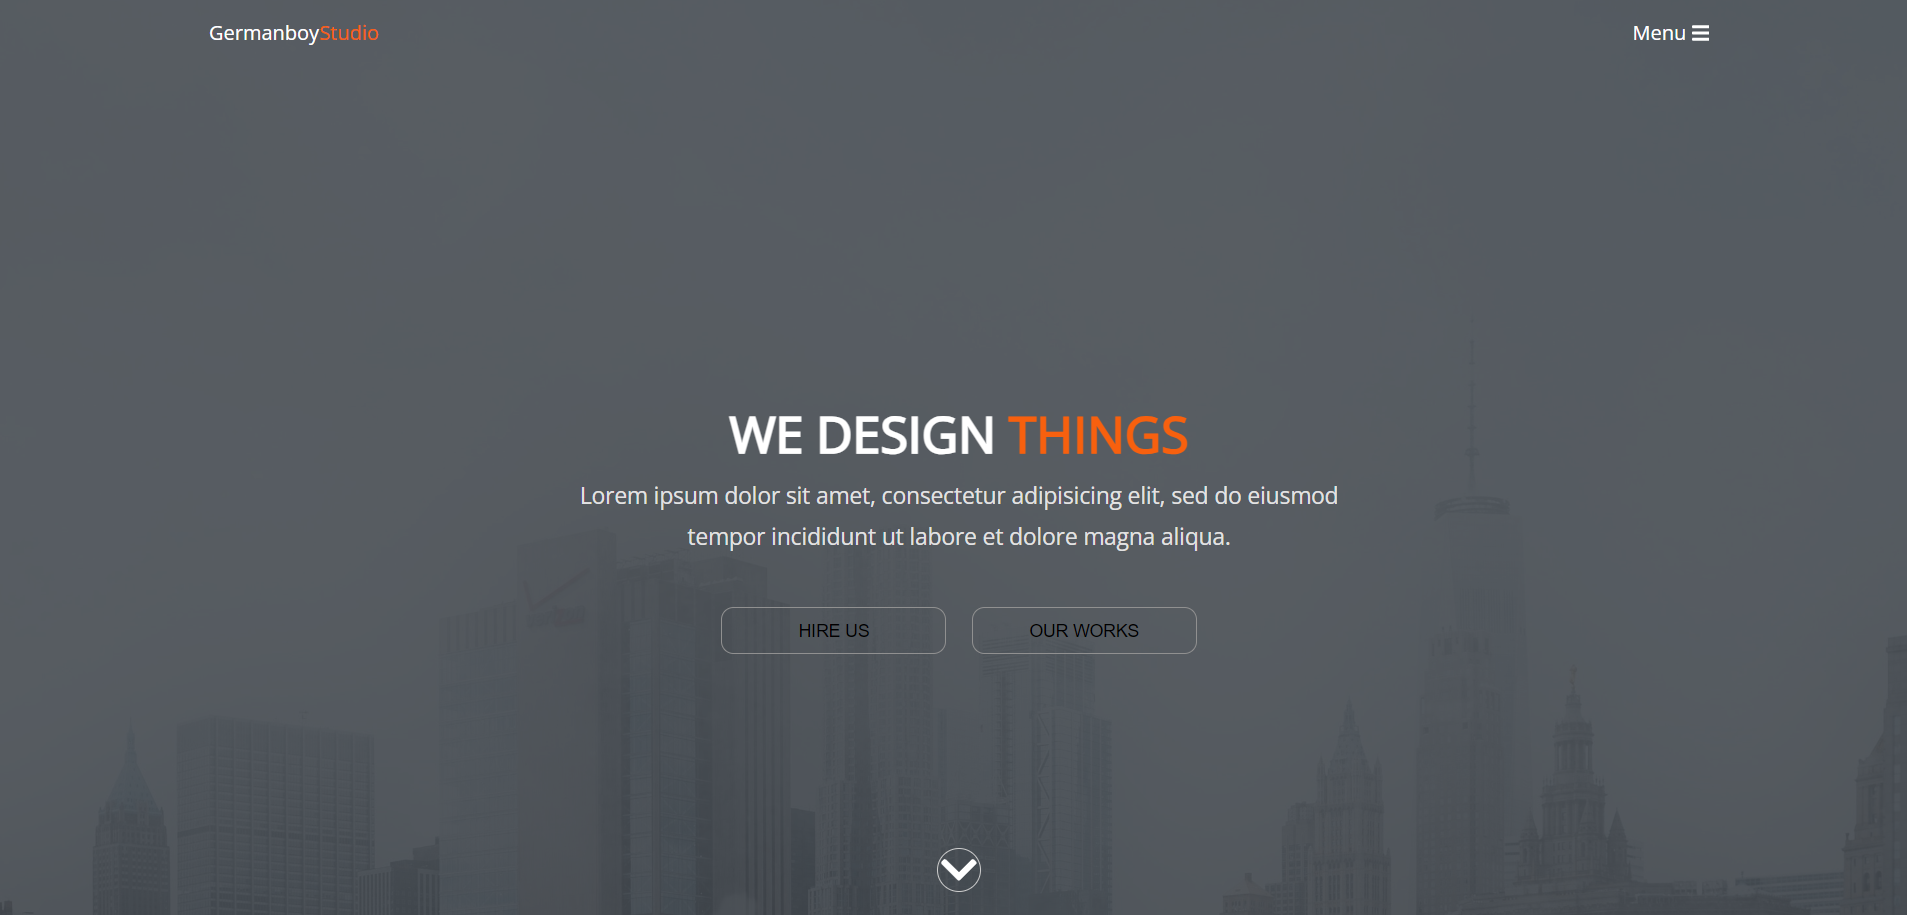 GermanboyStudio
Menu
WE DESIGN THINGS
Lorem ipsum dolor sit amet, consectetur adipisicing elit, sed do eiusmod
tempor incididunt ut labore et dolore magna aliqua.
HIRE US
OUR WORKS